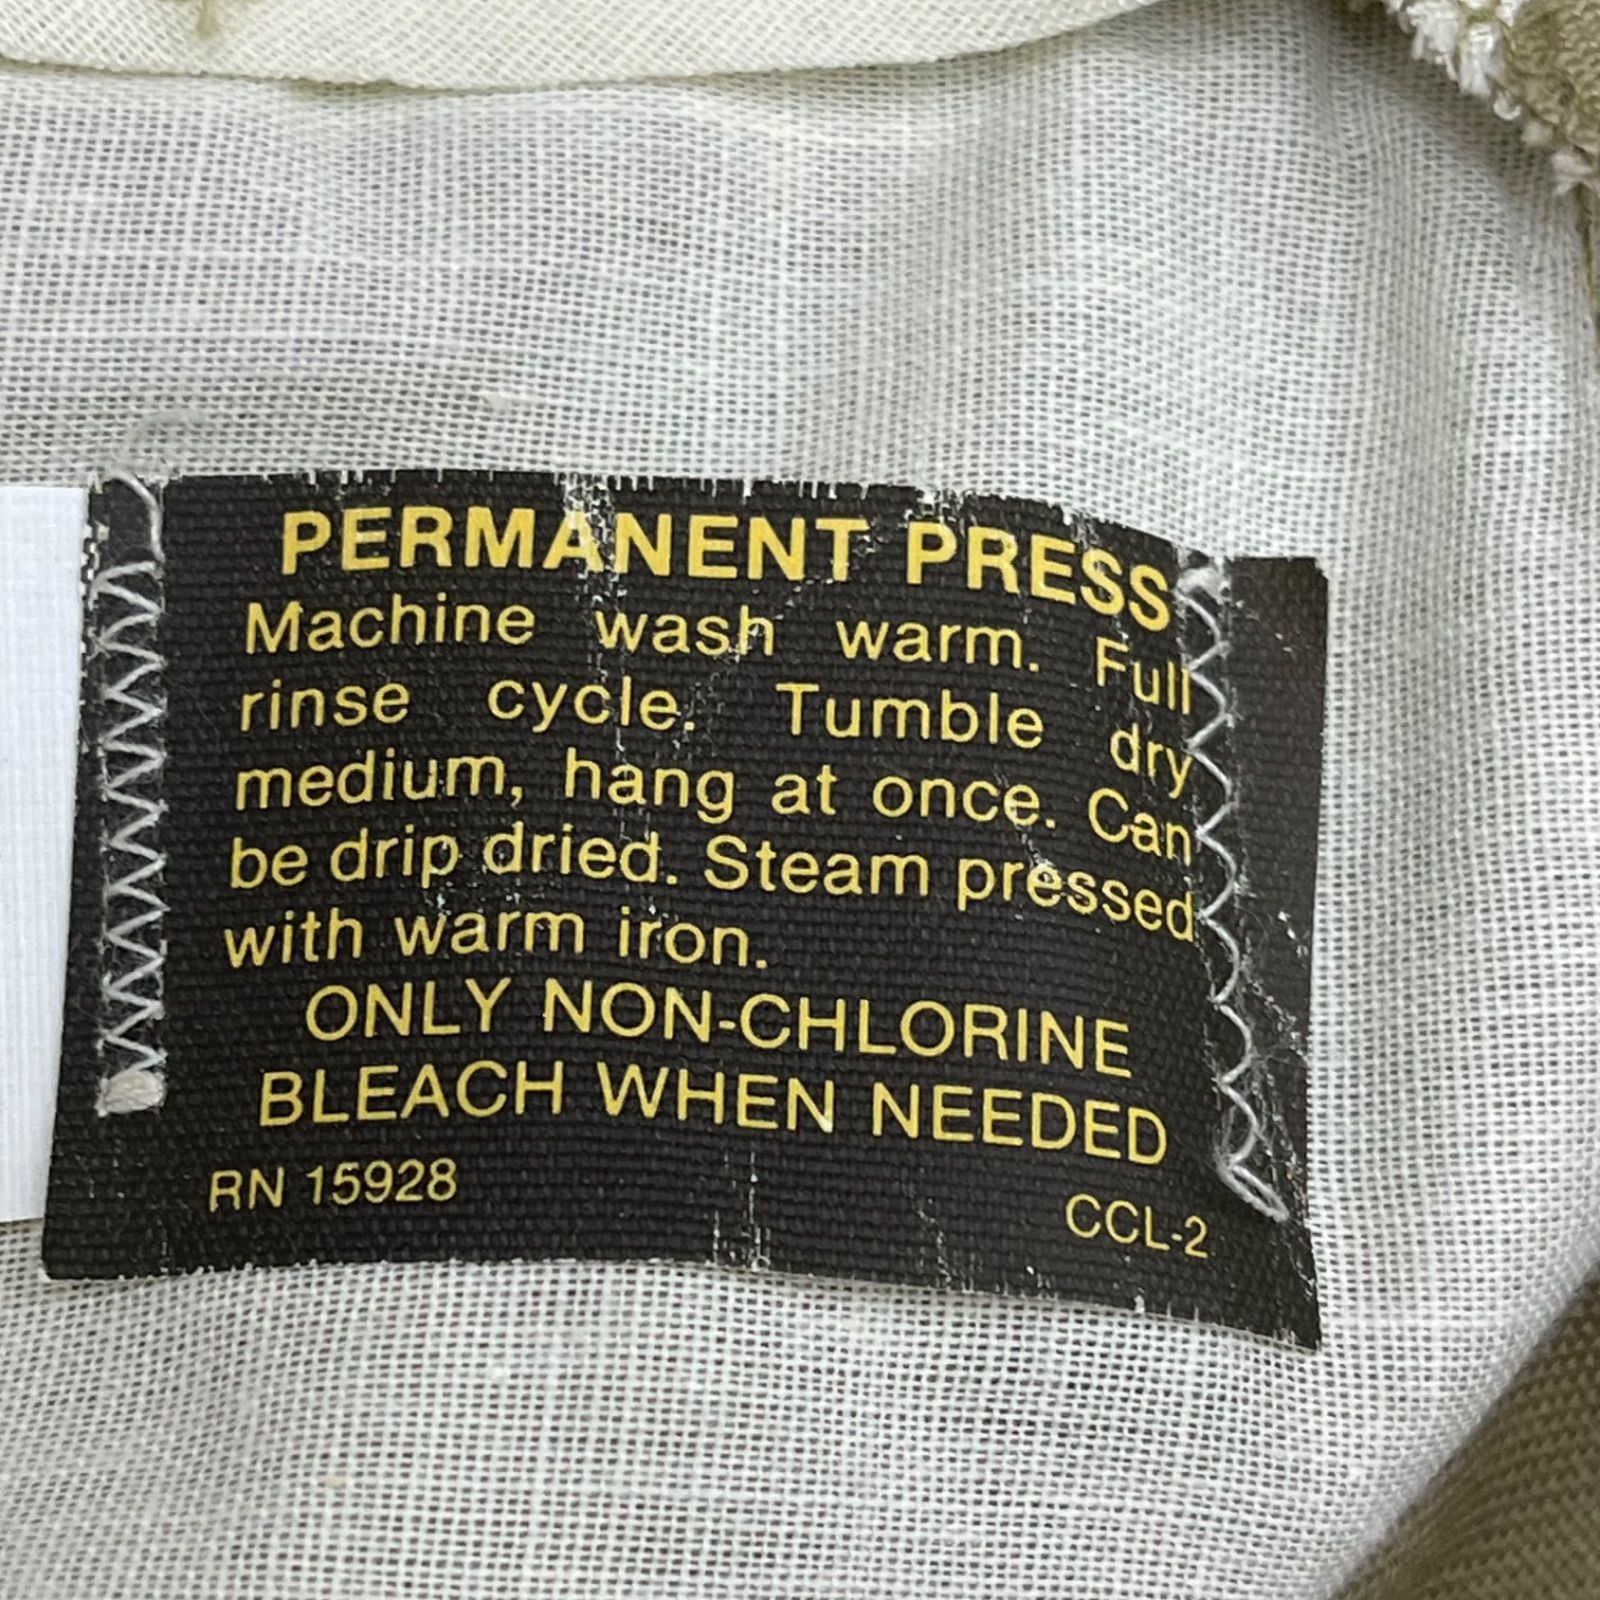 PERMANENT PRESS
Machine wash warm. Full
rinse cycle. Tumble dry
medium, hang at once. Can
be drip dried. Steam pressed
with warm iron.
ONLY NON-CHLORINE
BLEACH WHEN NEEDED
RN 15928
CCL-2